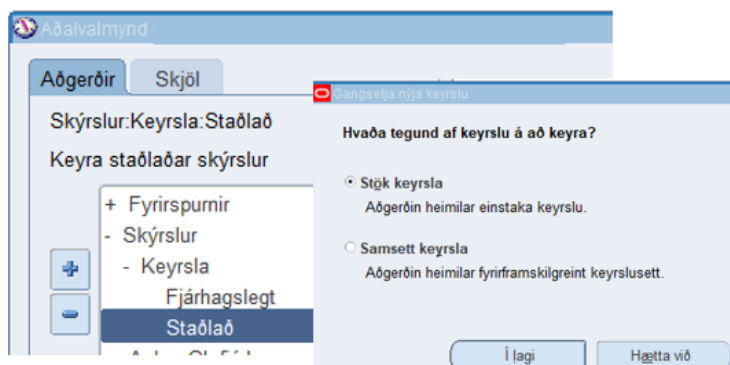 Aðalvalmynd
Aðgerðir
Skjöl
Skýrslur:Keyrsla:Staðlað
Keyra staðlaðar skýrslur
+ Fyrirspurnir
- Skýrslur
- Keyrsla
Fjárhagslegt
Staðlað
Gangsetja nýja keyrslu
Hvaða tegund af keyrslu á að keyra?
Stök keyrsla
Aðgerðin heimilar einstaka keyrslu.
Samsett keyrsla
Aðgerðin heimilar fyrirframskilgreint keyrslusett.
Í lagi
Hætta við